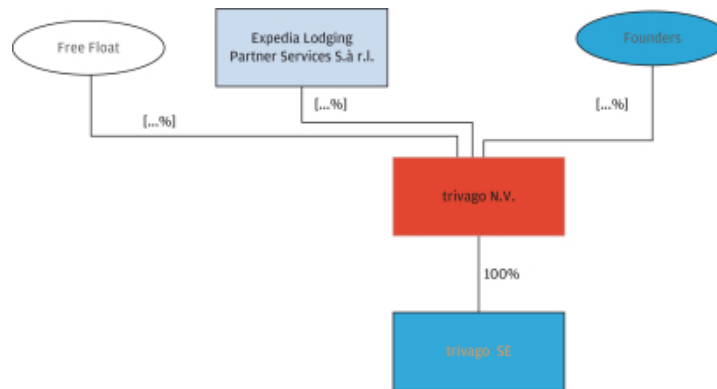 Free Float
Expedia Lodging
Partner Services S.à r.l.
Founders
[...%]
[...%]
[...%]
trivago N.V.
100%
trivago SE